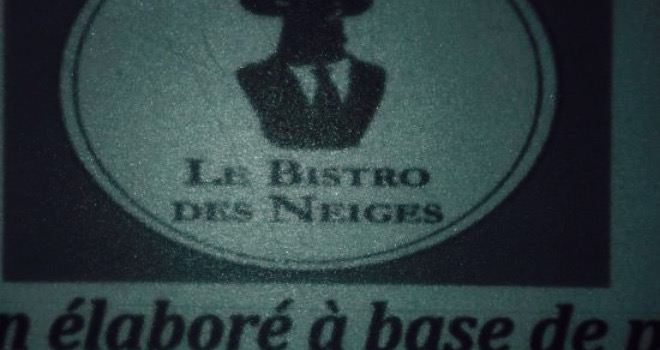 LE BISTRO
DES NEIGES
élaboré à base de